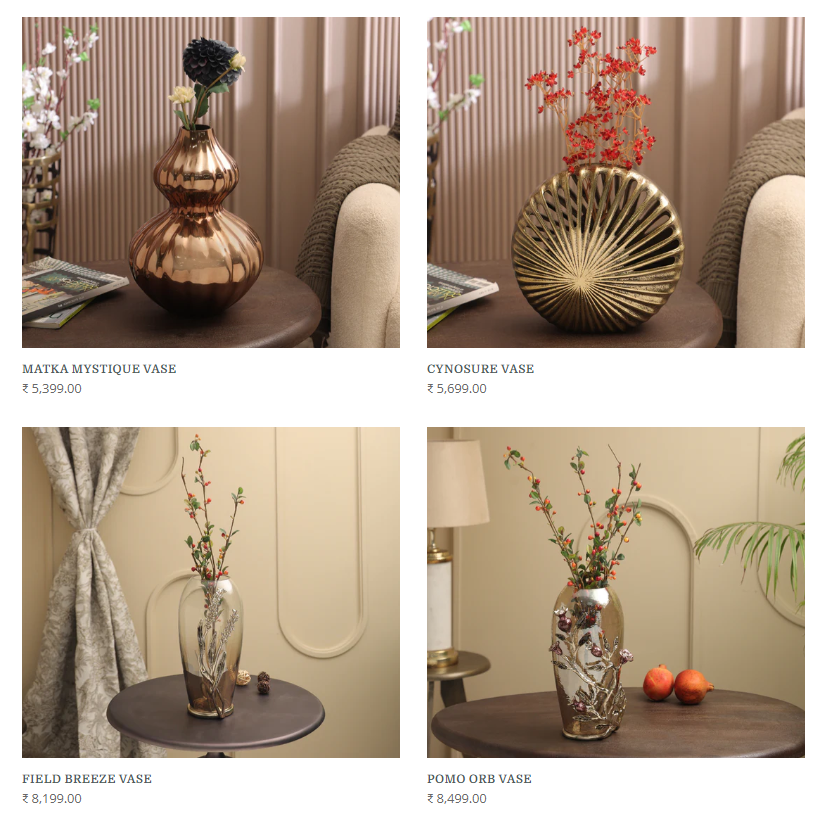 MATKA MYSTIQUE VASE
₹ 5,399.00
CYNOSURE VASE
₹ 5,699.00
FIELD BREEZE VASE
₹ 8,199.00
POMO ORB VASE
₹ 8,499.00